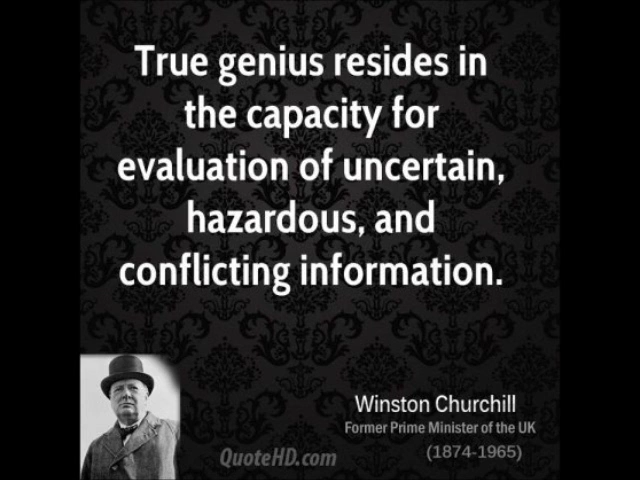 True genius resides in
the capacity for
evaluation of uncertain,
hazardous, and
conflicting information.
Winston Churchill
Former Prime Minister of the UK
(1874-1965)
QuoteHD.com